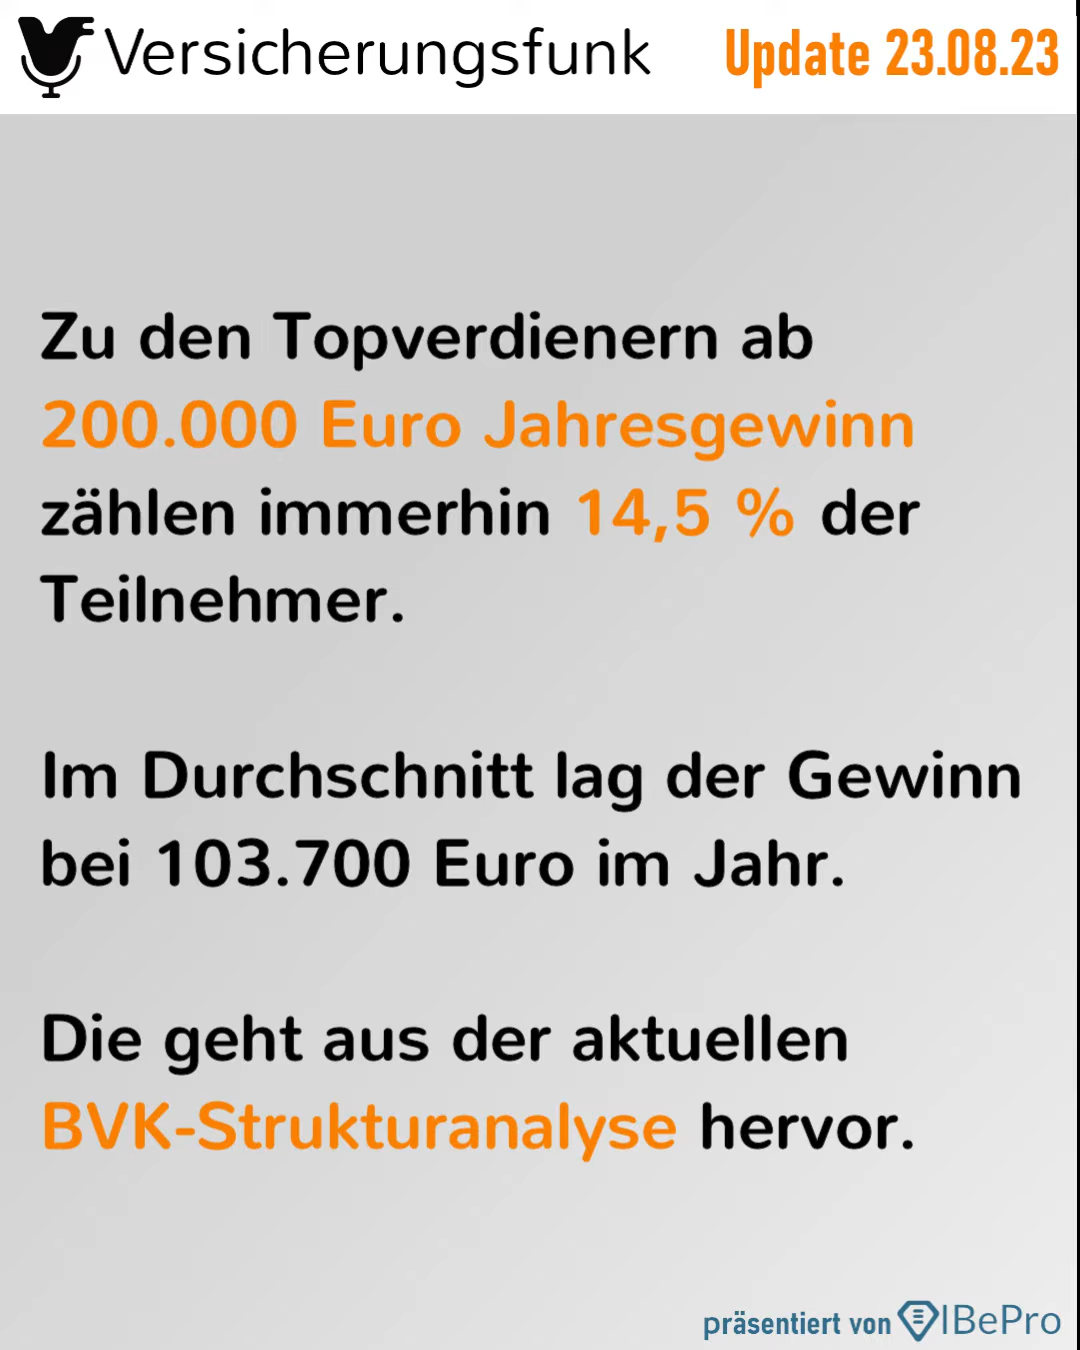 Versicherungsfunk
Update 23.08.23
Zu den Topverdienern ab
200.000 Euro Jahresgewinn
zählen immerhin 14,5 % der
Teilnehmer.
Im Durchschnitt lag der Gewinn
bei 103.700 Euro im Jahr.
Die geht aus der aktuellen
BVK-Strukturanalyse hervor.
präsentiert von IBePro